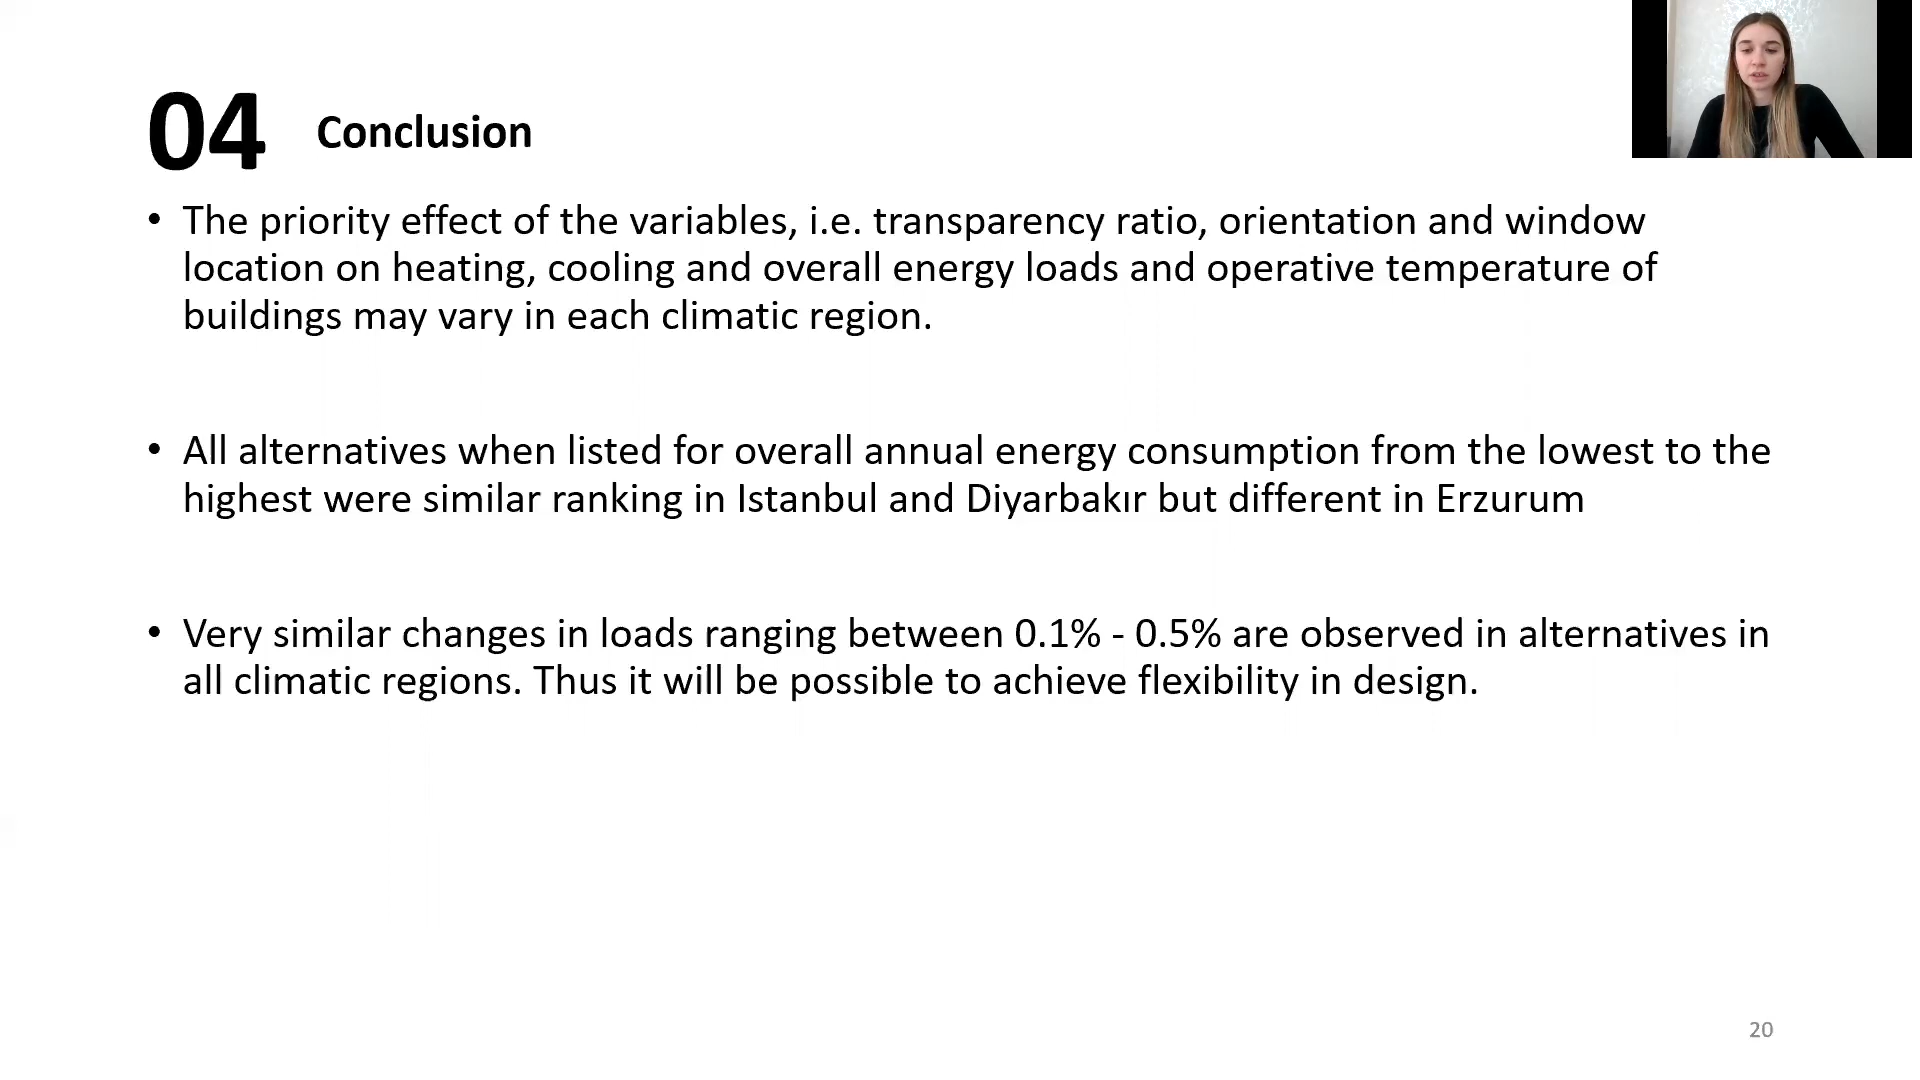 04 Conclusion
• The priority effect of the variables, i.e. transparency ratio, orientation and window
location on heating, cooling and overall energy loads and operative temperature of
buildings may vary in each climatic region.
• All alternatives when listed for overall annual energy consumption from the lowest to the
highest were similar ranking in Istanbul and Diyarbakır but different in Erzurum
• Very similar changes in loads ranging between 0.1% - 0.5% are observed in alternatives in
all climatic regions. Thus it will be possible to achieve flexibility in design.
20